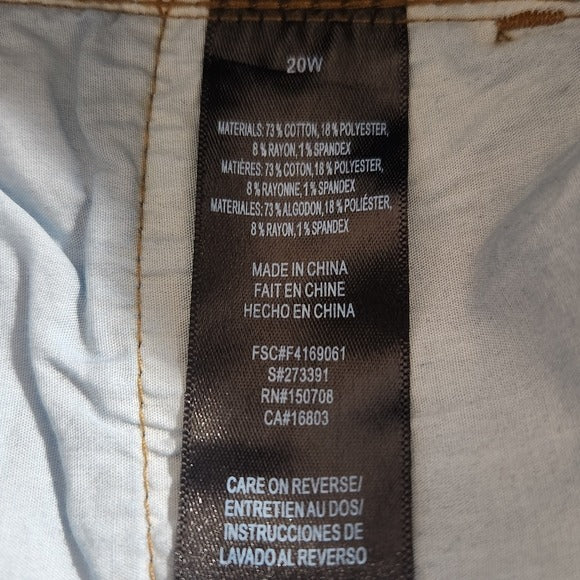 20W
MATERIALS: 73% COTTON, 18% POLYESTER,
8% RAYON, 1% SPANDEX
MATIÈRES: 73% COTON, 18% POLYESTER,
8% RAYONNE, 1% SPANDEX
MATERIALES: 73% ALGODON, 18% POLIÉSTER,
8% RAYON, 1% SPANDEX
MADE IN CHINA
FAIT EN CHINE
HECHO EN CHINA
FSC#F4169061
S#273391
RN#150708
CA#16803
CARE ON REVERSE/
ENTRETIEN AU DOS/
INSTRUCCIONES DE
LAVADO AL REVERSO